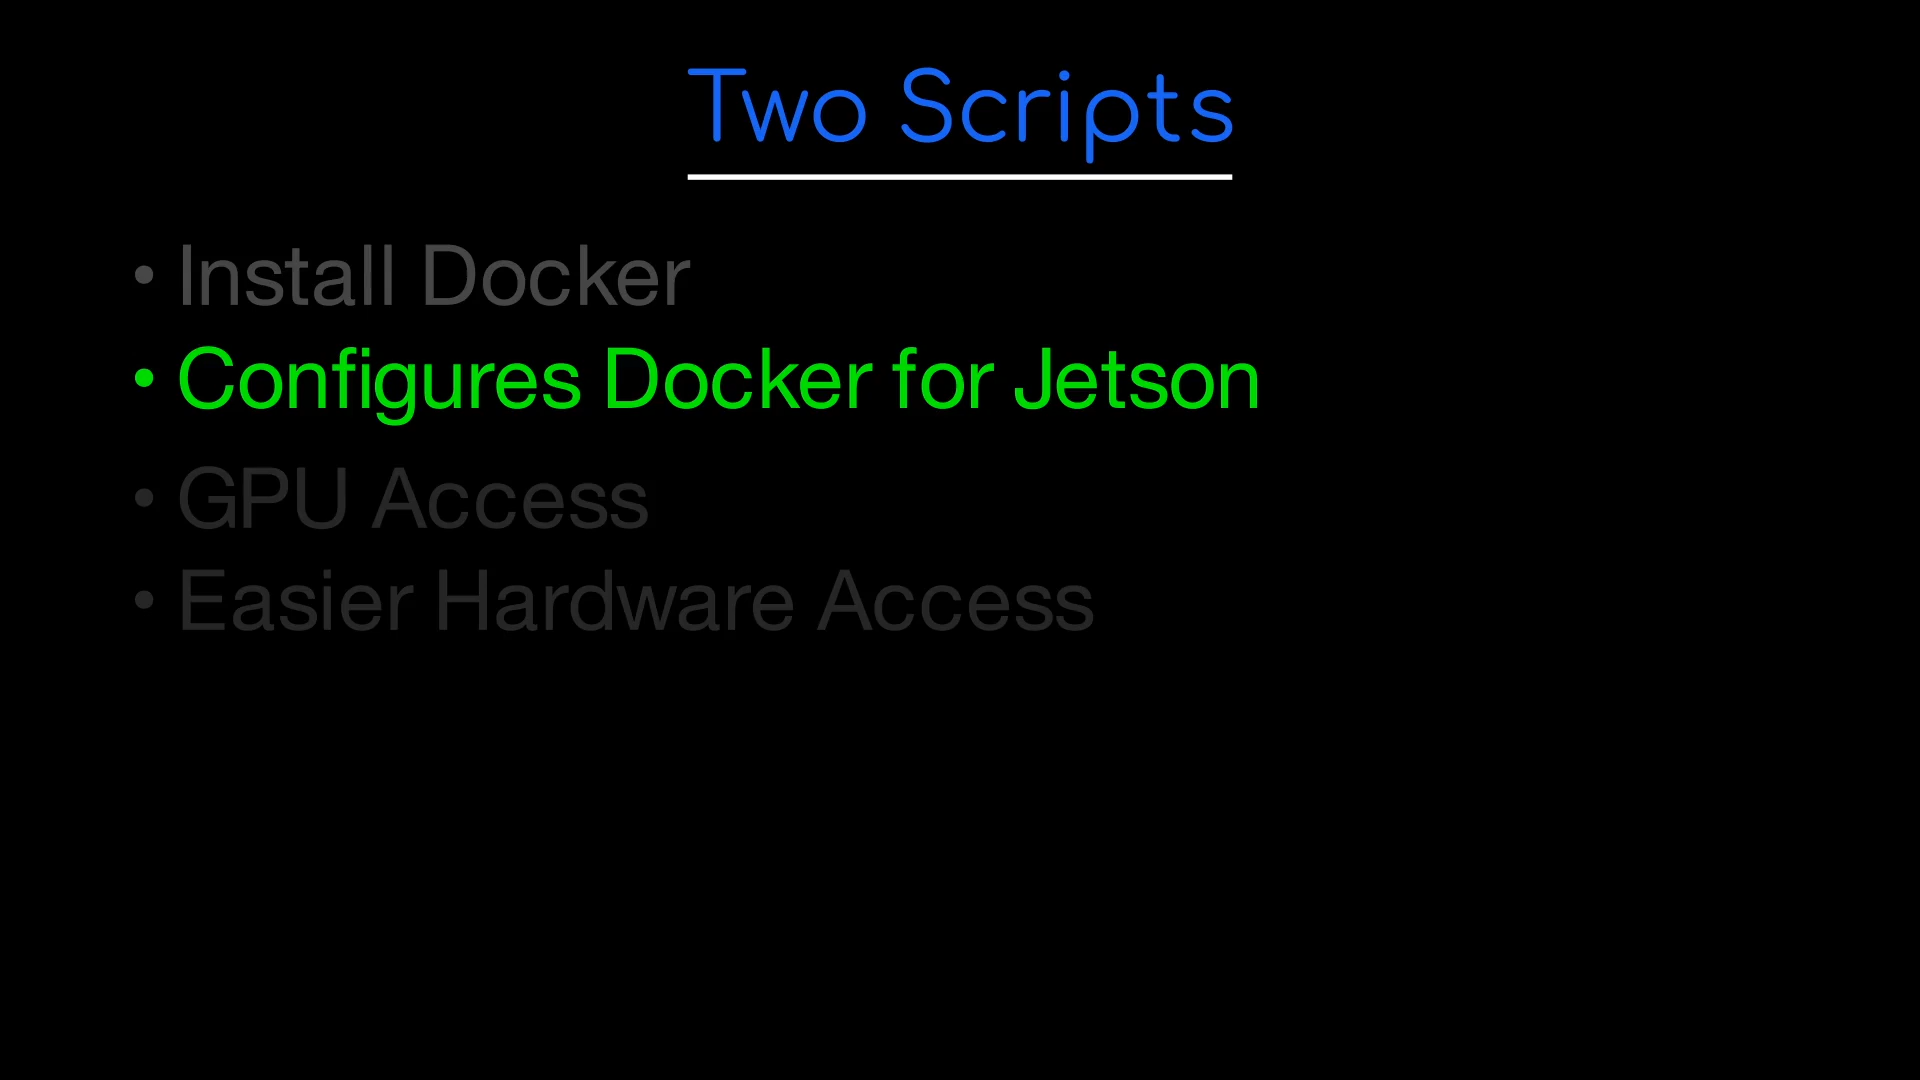 Two Scripts
• Install Docker
• Configures Docker for Jetson
• GPU Access
• Easier Hardware Access